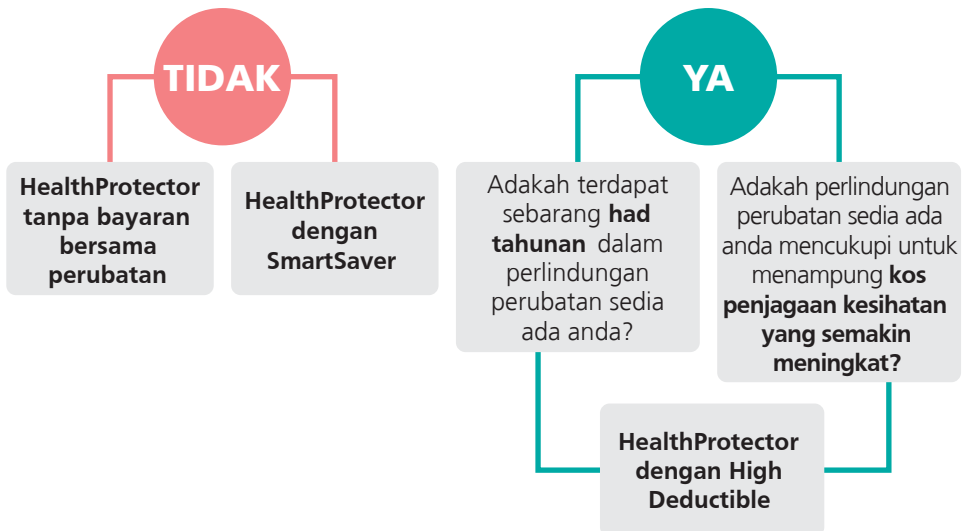 TIDAK
HealthProtector
tanpa bayaran
bersama
perubatan
HealthProtector
dengan
SmartSaver
YA
Adakah terdapat
sebarang had
tahunan dalam
perlindungan
perubatan sedia
ada anda?
Adakah perlindungan
perubatan sedia ada
anda mencukupi untuk
menampung kos
penjagaan kesihatan
yang semakin
meningkat?
HealthProtector
dengan High
Deductible